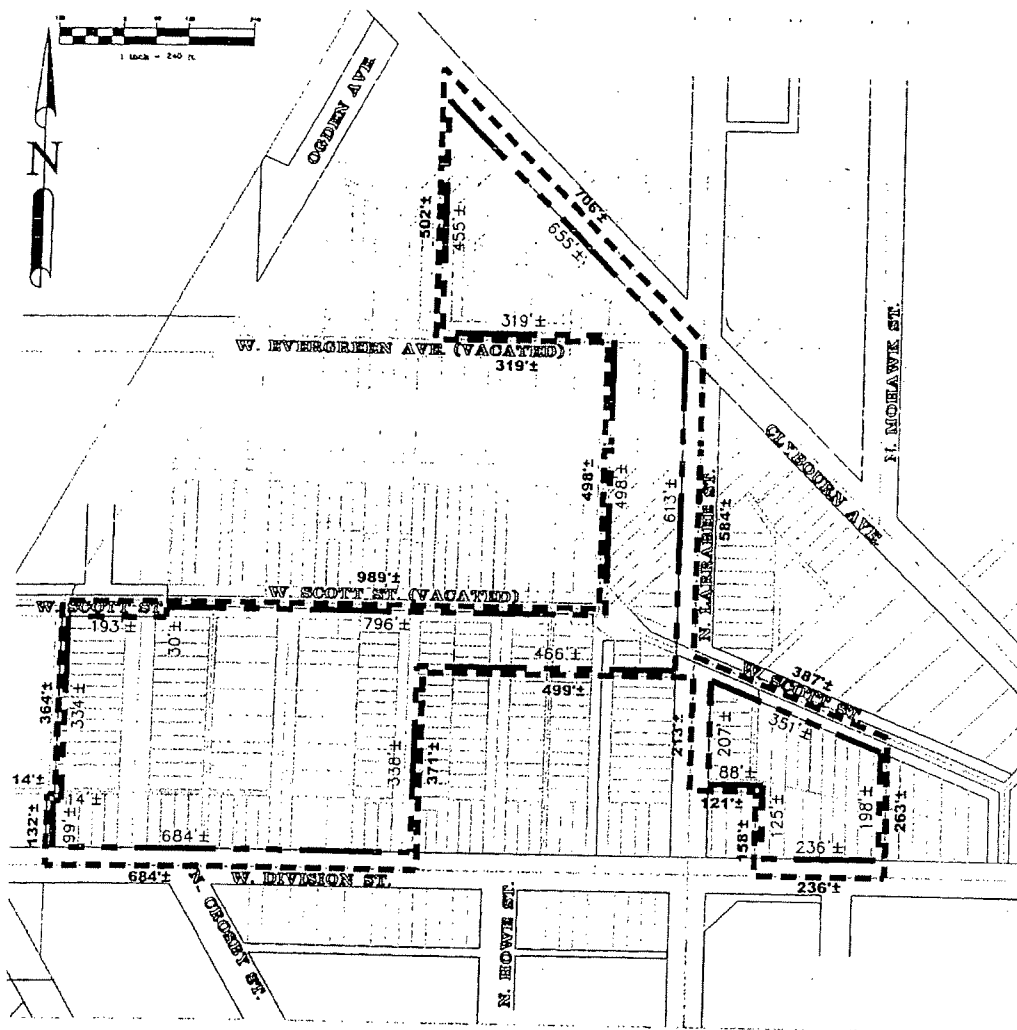 1 inch = 240 ft.
N
OGDEN AVE.
706'±
655'±
502'±
455'±
319'±
W. EVERGREEN AVE. (VACATED)
319'±
N. MOHAWK ST.
CLYBOURN AVE.
498'±
498'±
613'±
584'±
N. LARRABEE ST.
989'±
W. SCOTT ST. (VACATED)
W. SCOTT ST.
193'±
30'±
796'±
466'±
499'±
387'±
W. SCOTT ST.
351'±
364'±
334'±
338'±
371'±
213'±
207'±
88'±
121'±
14'±
14'±
132'±
99'±
158'±
125'±
198'±
263'±
684'±
236'±
684'±
W. DIVISION ST.
236'±
N. CROSBY ST.
N. HOWE ST.